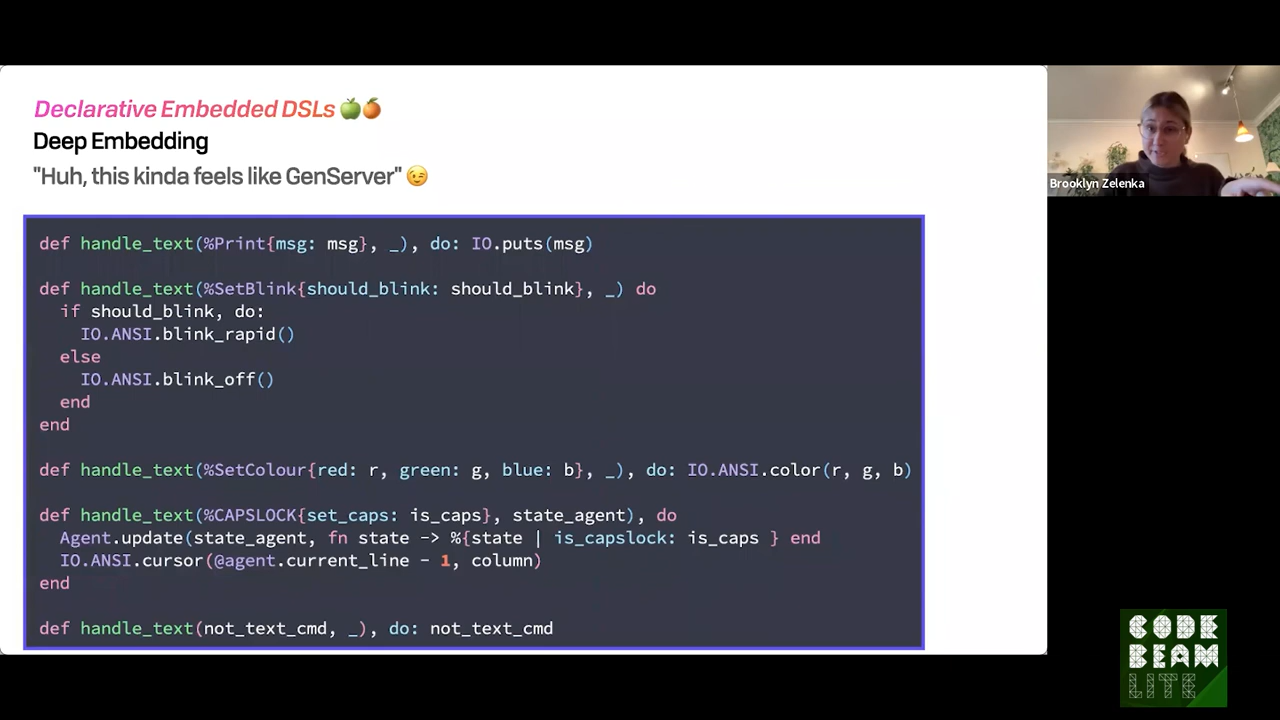 Declarative Embedded DSLs 🍏🍊
Deep Embedding
"Huh, this kinda feels like GenServer" 😉
def handle_text(%Print{msg: msg}, _), do: IO.puts(msg)
def handle_text(%SetBlink{should_blink: should_blink}, _) do
if should_blink, do:
IO.ANSI.blink_rapid()
else
IO.ANSI.blink_off()
end
end
def handle_text(%SetColour{red: r, green: g, blue: b}, _), do: IO.ANSI.color(r, g, b)
def handle_text(%CAPSLOCK{set_caps: is_caps}, state_agent), do
Agent.update(state_agent, fn state -> %{state | is_capslock: is_caps } end
IO.ANSI.cursor(@agent.current_line - 1, column)
end
def handle_text(not_text_cmd, _), do: not_text_cmd
Brooklyn Zelenka
CODE
BEAM
LITE